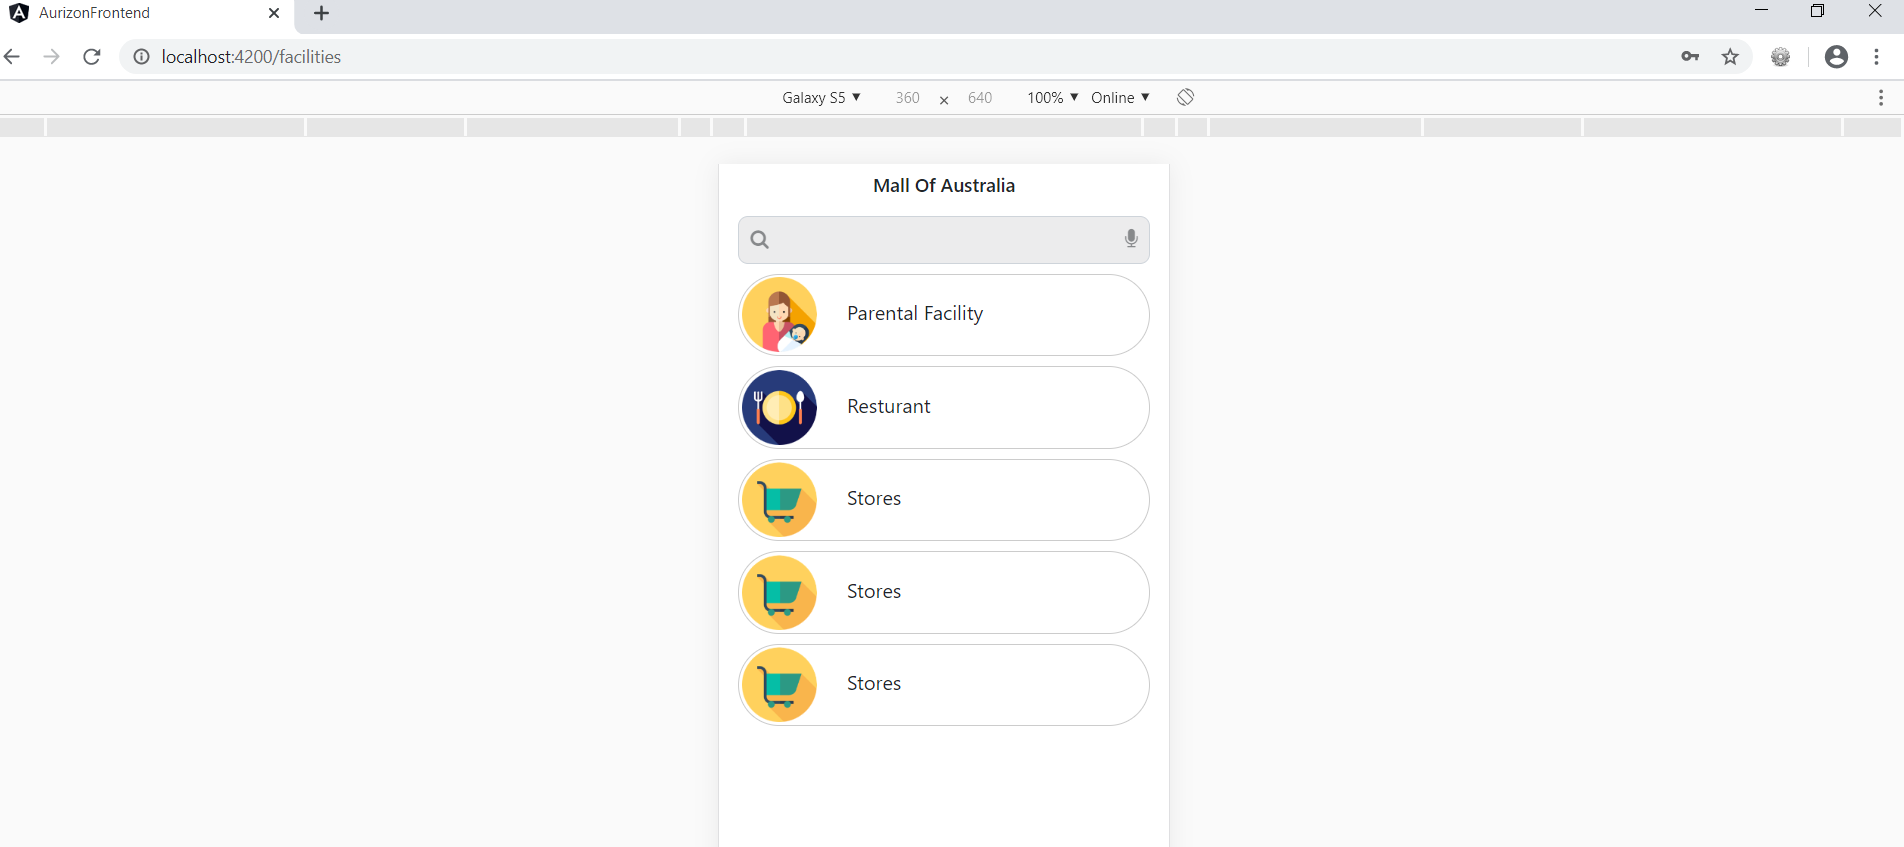 AurizonFrontend
localhost:4200/facilities
Galaxy S5 ▼ 360 × 640 100% ▼ Online ▼
Mall Of Australia
Parental Facility
Resturant
Stores
Stores
Stores